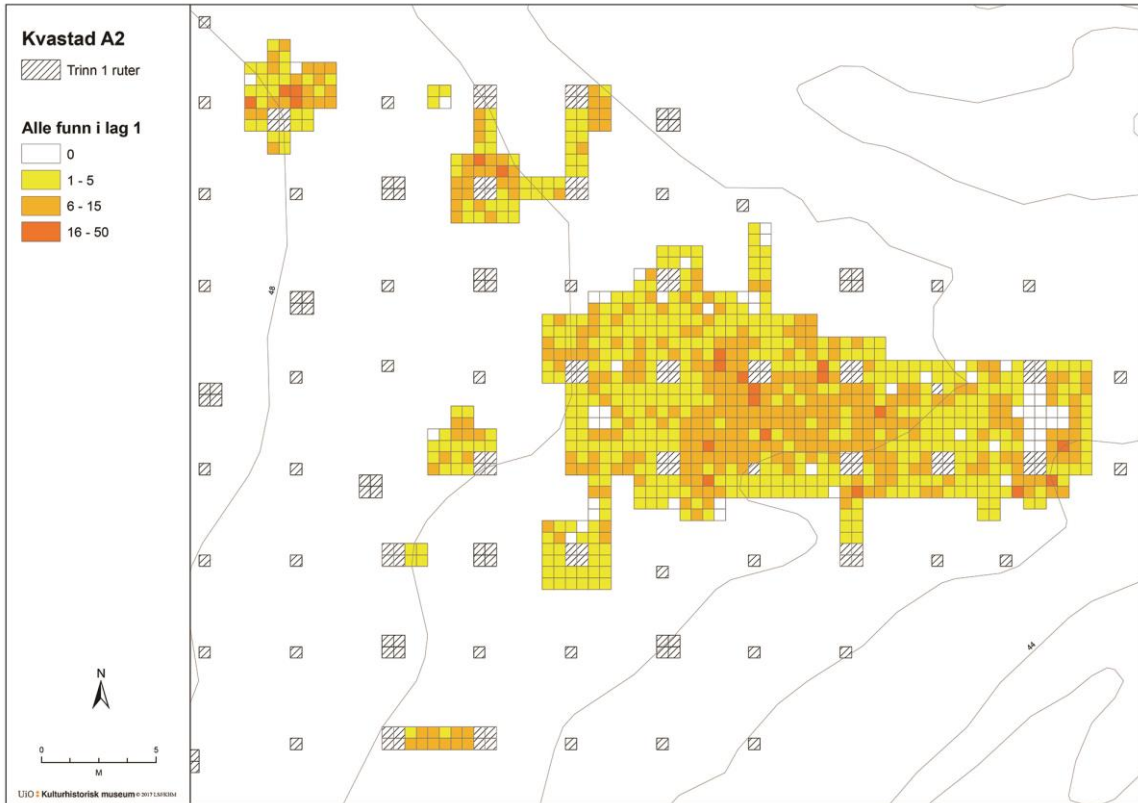 Kvastad A2
Trinn 1 ruter
Alle funn i lag 1
0
1 - 5
6 - 15
16 - 50
48
44
N
0 5
M
UiO Kulturhistorisk museum © 2017